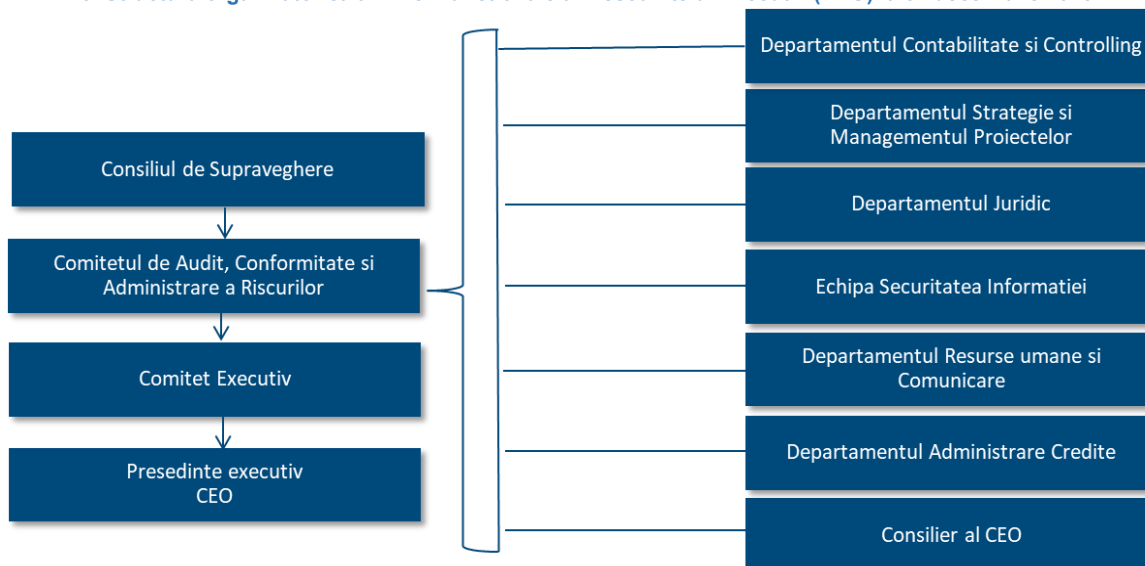 Consiliul de Supraveghere
Comitetul de Audit, Conformitate si
Administrare a Riscurilor
Comitet Executiv
Presedinte executiv
CEO
Departamentul Contabilitate si Controlling
Departamentul Strategie si
Managementul Proiectelor
Departamentul Juridic
Echipa Securitatea Informatiei
Departamentul Resurse umane si
Comunicare
Departamentul Administrare Credite
Consilier al CEO